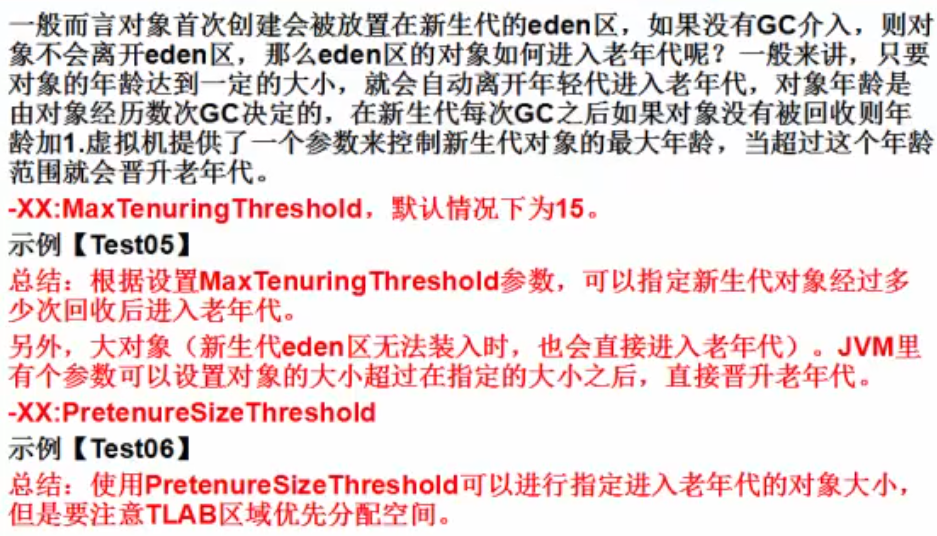 一般而言对象首次创建会被放置在新生代的eden区，如果没有GC介入，则对
象不会离开eden区，那么eden区的对象如何进入老年代呢？一般来讲，只要
对象的年龄达到一定的大小，就会自动离开年轻代进入老年代，对象年龄是
由对象经历数次GC决定的，在新生代每次GC之后如果对象没有被回收则年
龄加1.虚拟机提供了一个参数来控制新生代对象的最大年龄，当超过这个年龄
范围就会晋升老年代。
-XX:MaxTenuringThreshold，默认情况下为15。
示例【Test05】
总结：根据设置MaxTenuringThreshold参数，可以指定新生代对象经过多
少次回收后进入老年代。
另外，大对象（新生代eden区无法装入时，也会直接进入老年代）。JVM里
有个参数可以设置对象的大小超过在指定的大小之后，直接晋升老年代。
-XX:PretenureSizeThreshold
示例【Test06】
总结：使用PretenureSizeThreshold可以进行指定进入老年代的对象大小，
但是要注意TLAB区域优先分配空间。